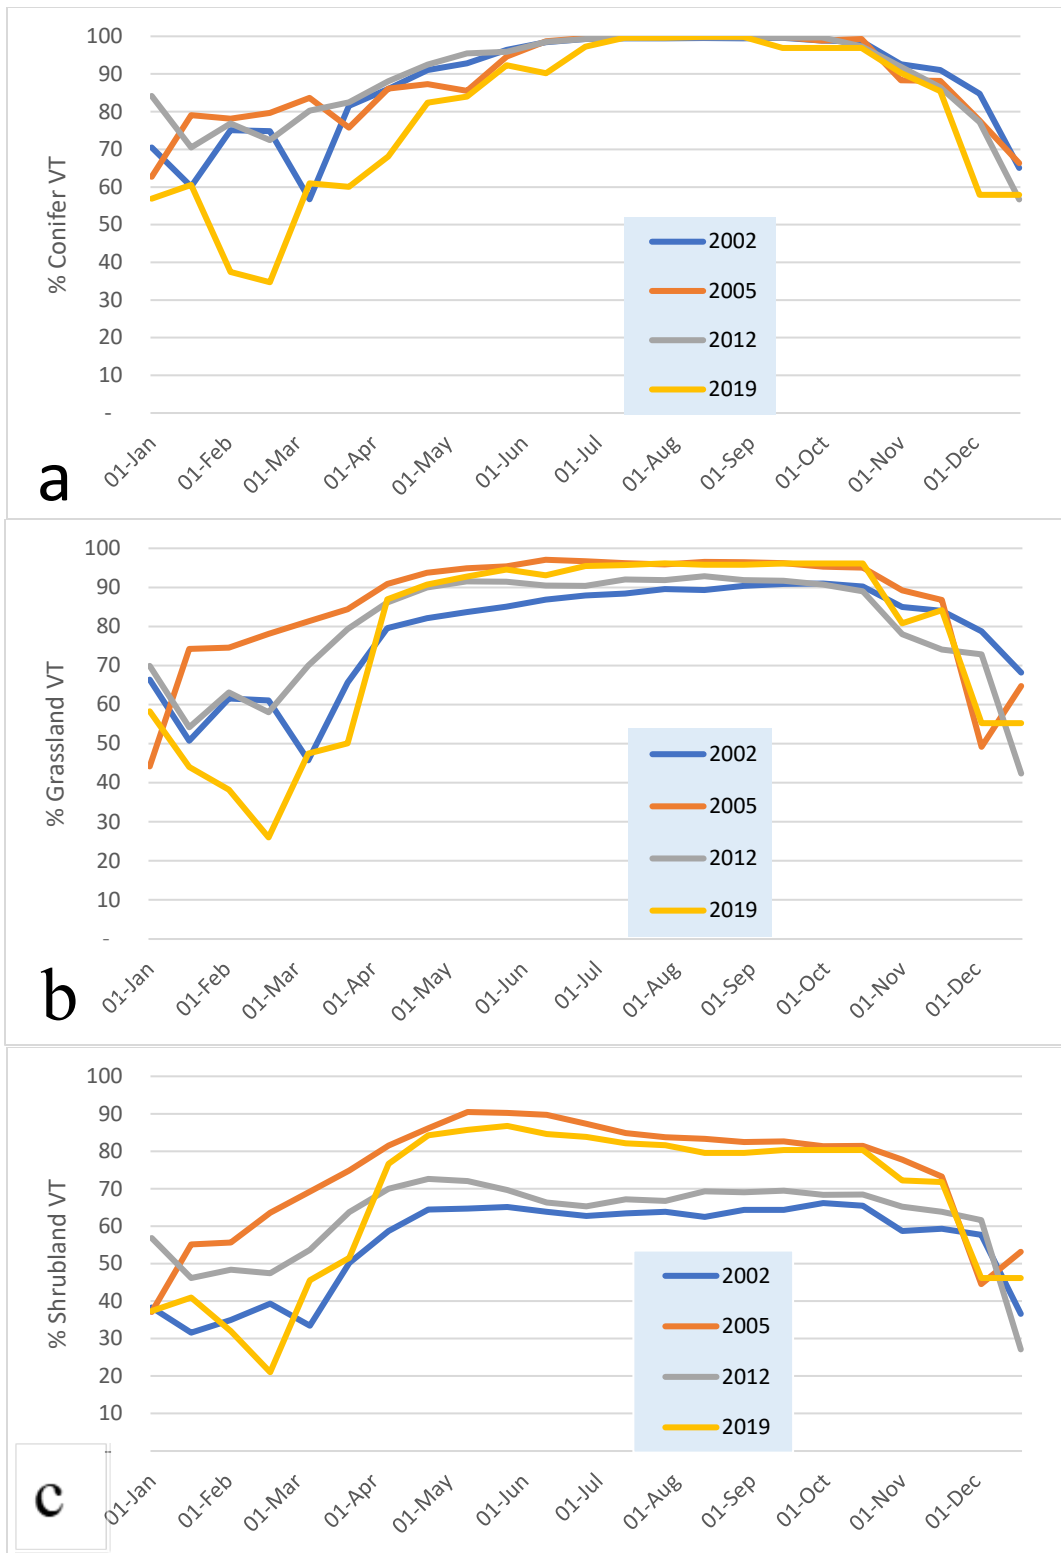 100
90
80
70
60
50
40
30
20
10
-
% Conifer VT
2002
2005
2012
2019
01-Jan
01-Feb
01-Mar
01-Apr
01-May
01-Jun
01-Jul
01-Aug
01-Sep
01-Oct
01-Nov
01-Dec
a
100
90
80
70
60
50
40
30
20
10
-
% Grassland VT
2002
2005
2012
2019
01-Jan
01-Feb
01-Mar
01-Apr
01-May
01-Jun
01-Jul
01-Aug
01-Sep
01-Oct
01-Nov
01-Dec
b
100
90
80
70
60
50
40
30
20
10
-
% Shrubland VT
2002
2005
2012
2019
01-Jan
01-Feb
01-Mar
01-Apr
01-May
01-Jun
01-Jul
01-Aug
01-Sep
01-Oct
01-Nov
01-Dec
c